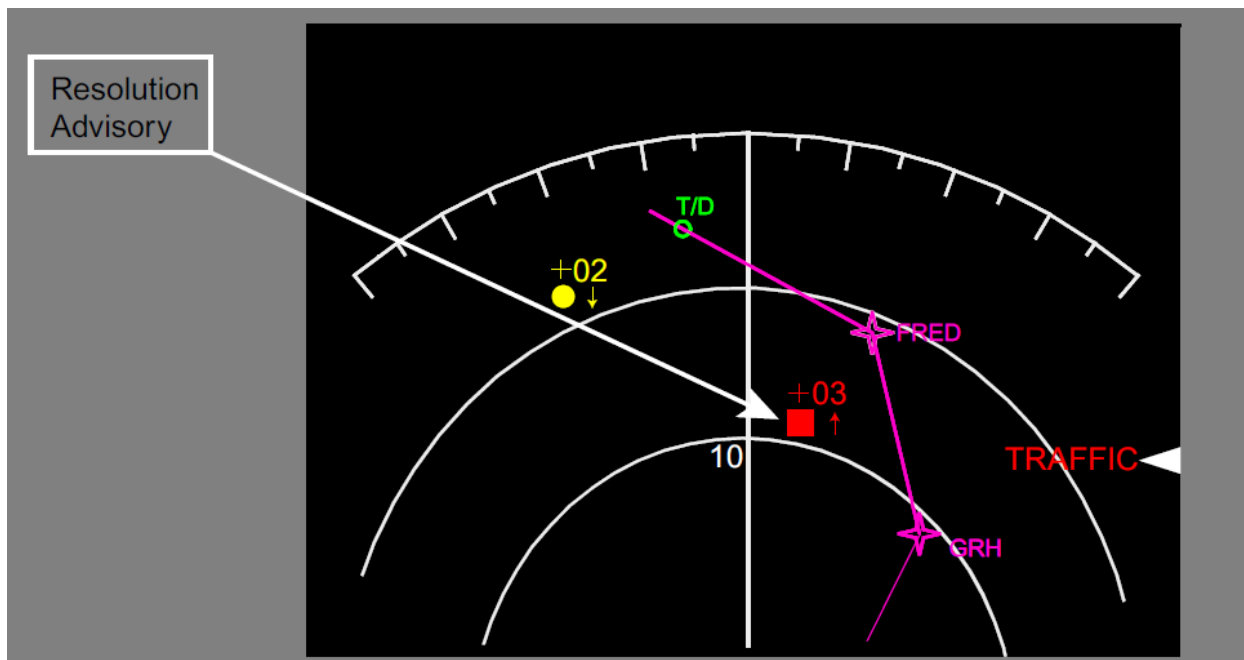 Resolution
Advisory
T/D
+02
↓
FRED
+03
↑
10
TRAFFIC
GRH